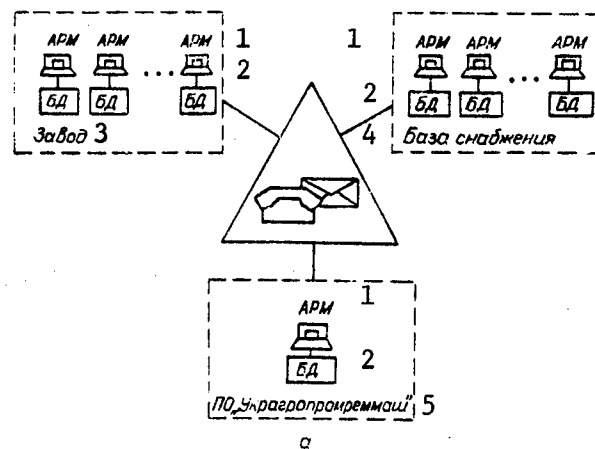 АРМ АРМ АРМ 1
... 2
БД БД БД
Завод 3
1 АРМ АРМ АРМ
2 ...
БД БД БД
4 База снабжения
АРМ 1
БД 2
ПО„Украгропромреммаш" 5
а